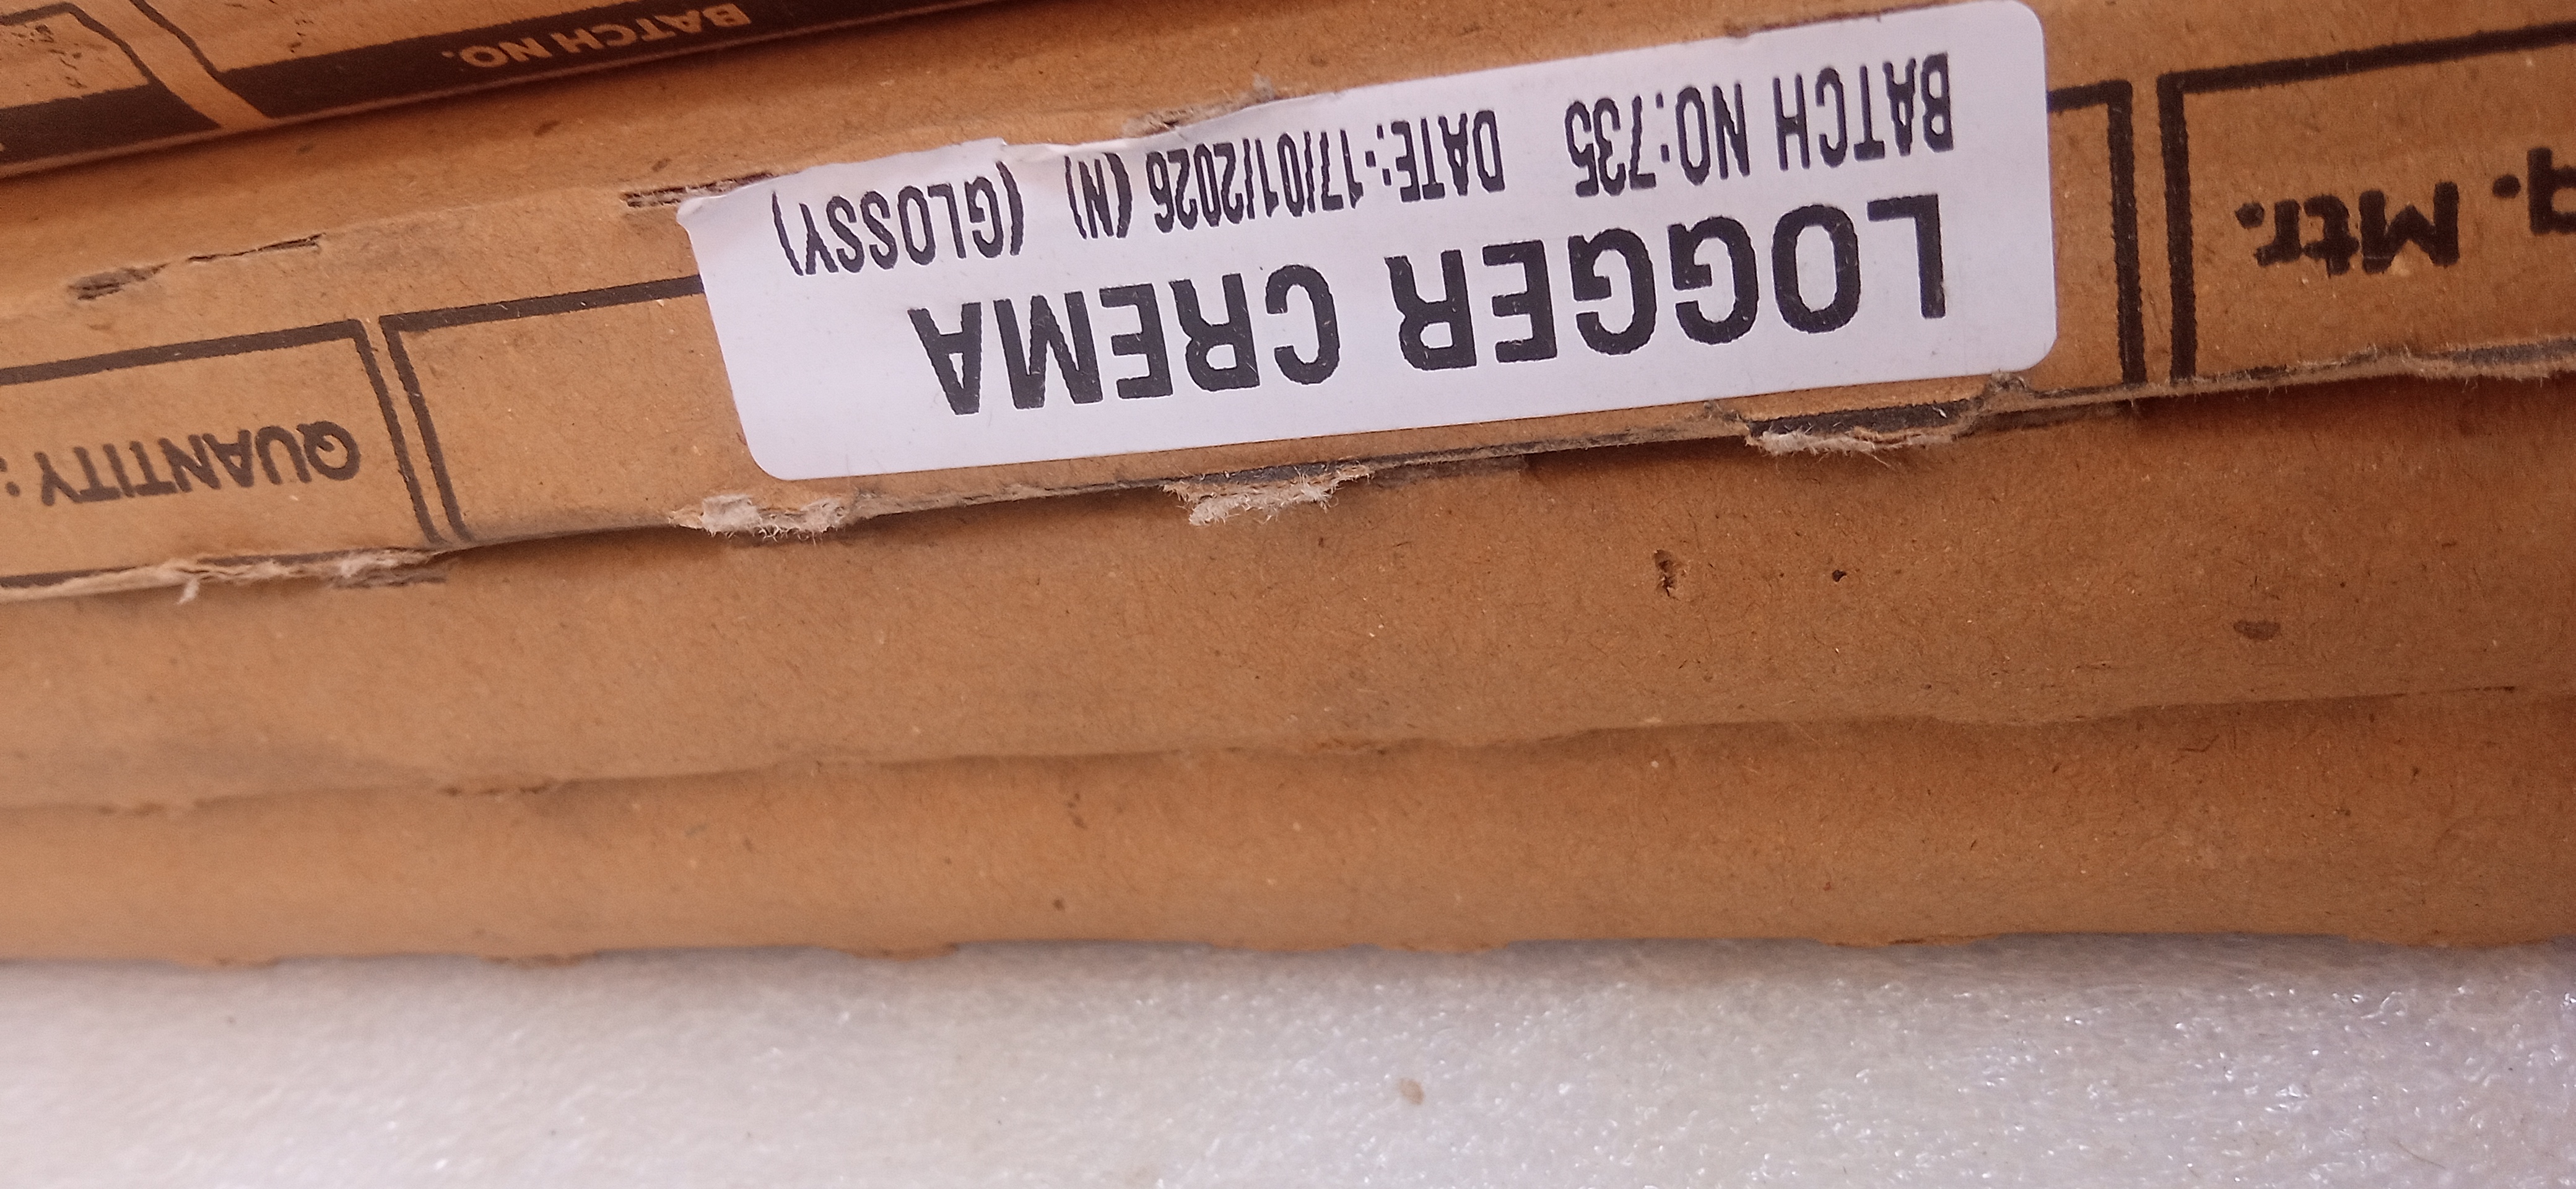 LOGGER CREMA
BATCH NO:735 DATE:17/01/2026 (N) (GLOSSY)
q. Mtr.
QUANTITY :
BATCH NO.